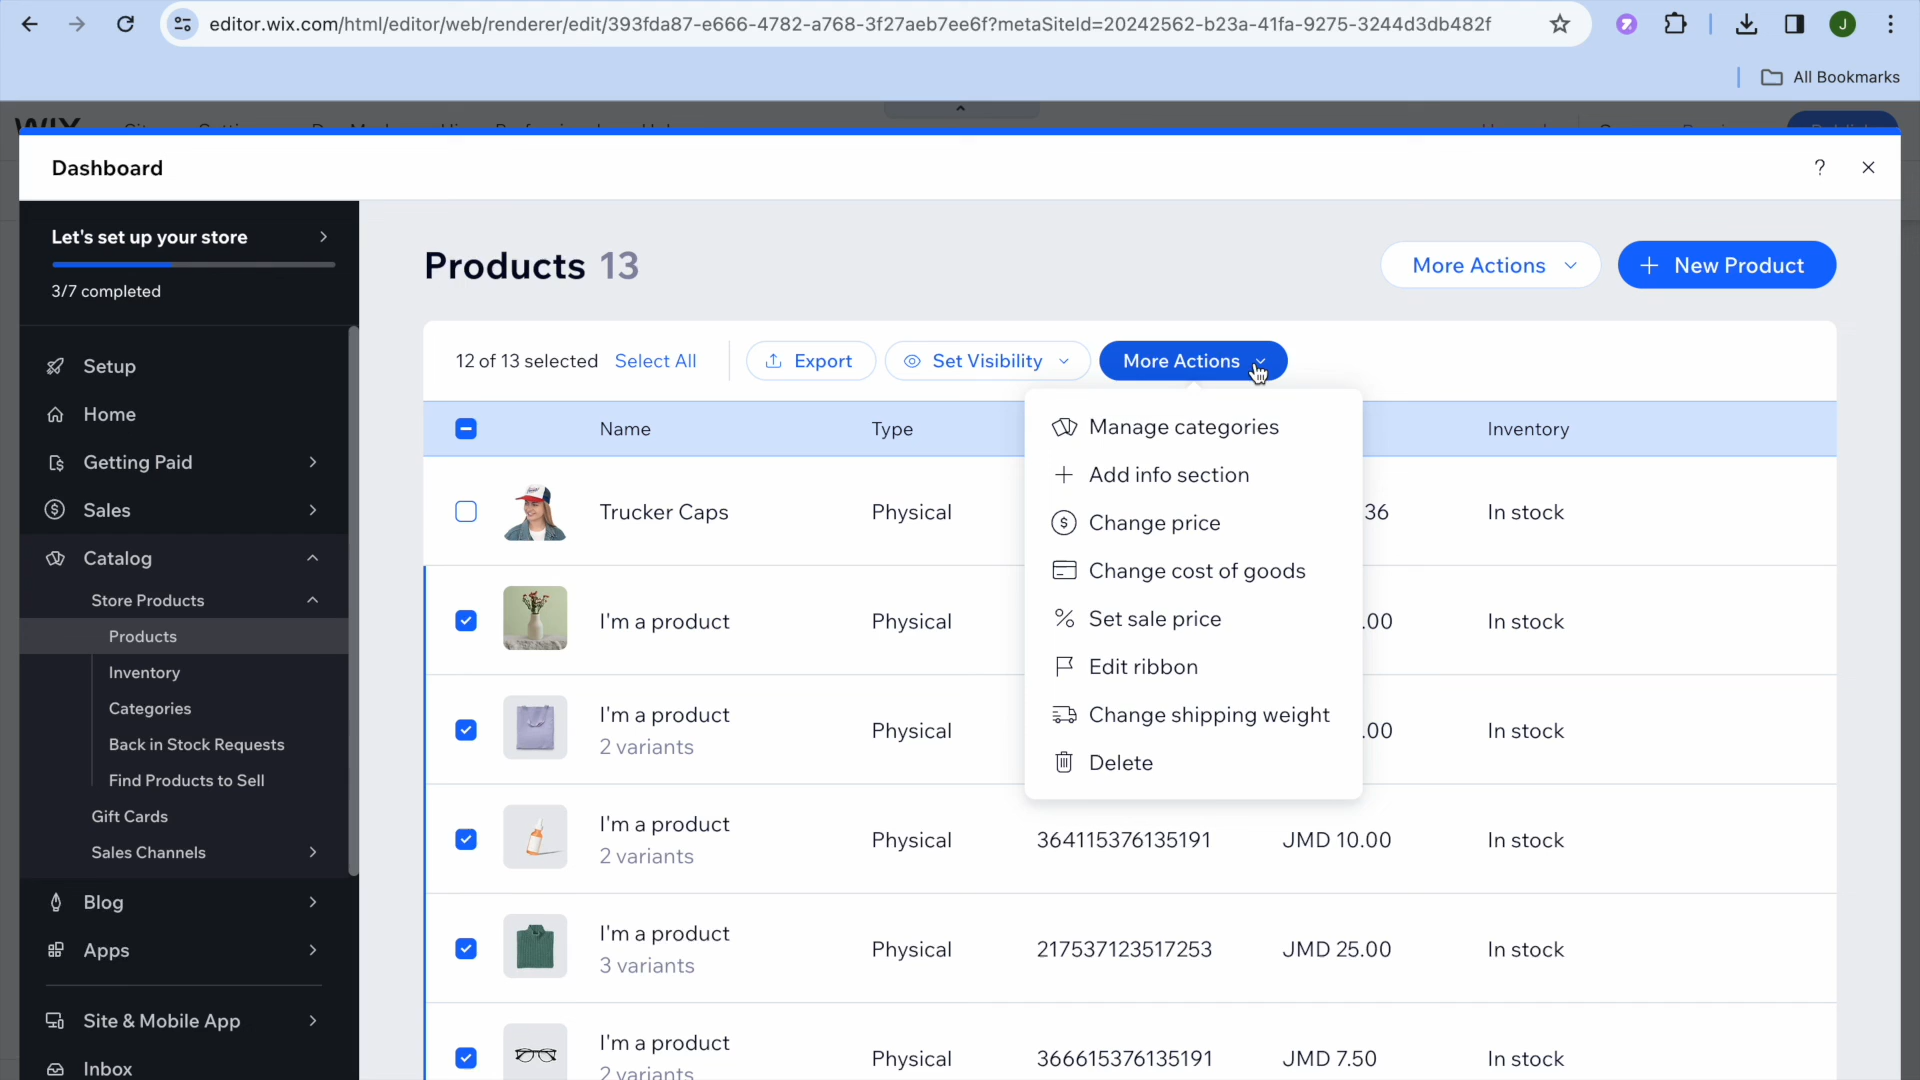 editor.wix.com/html/editor/web/renderer/edit/393fda87-e666-4782-a768-3f27aeb7ee6f?metaSiteId=20242562-b23a-41fa-9275-3244d3db482f
J
All Bookmarks
Dashboard
?
Let's set up your store
3/7 completed
Setup
Home
Getting Paid
Sales
Catalog
Store Products
Products
Inventory
Categories
Back in Stock Requests
Find Products to Sell
Gift Cards
Sales Channels
Blog
Apps
Site & Mobile App
Inbox
Products 13
More Actions
+ New Product
12 of 13 selected Select All
Export
Set Visibility
More Actions
Manage categories
Add info section
Change price
Change cost of goods
Set sale price
Edit ribbon
Change shipping weight
Delete
Name Type Inventory
Trucker Caps Physical 36 In stock
I'm a product Physical .00 In stock
I'm a product
2 variants
Physical .00 In stock
I'm a product
2 variants
Physical 364115376135191 JMD 10.00 In stock
I'm a product
3 variants
Physical 217537123517253 JMD 25.00 In stock
I'm a product
2 variants
Physical 366615376135191 JMD 7.50 In stock